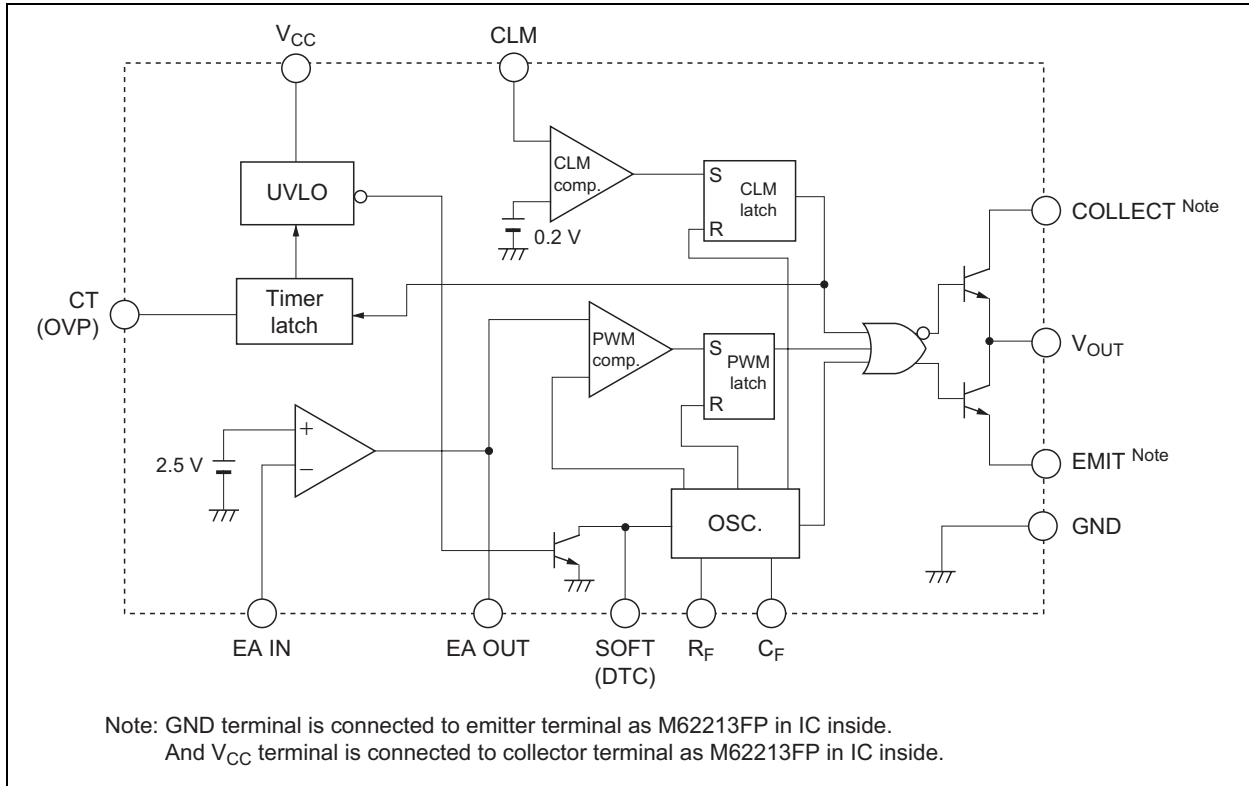 VCC
CLM
UVLO
CLM
comp.
S
CLM
latch
R
0.2 V
COLLECT Note
CT
(OVP)
Timer
latch
PWM
comp.
S
PWM
latch
R
VOUT
+
−
2.5 V
EMIT Note
OSC.
GND
EA IN
EA OUT
SOFT
(DTC)
RF
CF
Note: GND terminal is connected to emitter terminal as M62213FP in IC inside.
And VCC terminal is connected to collector terminal as M62213FP in IC inside.